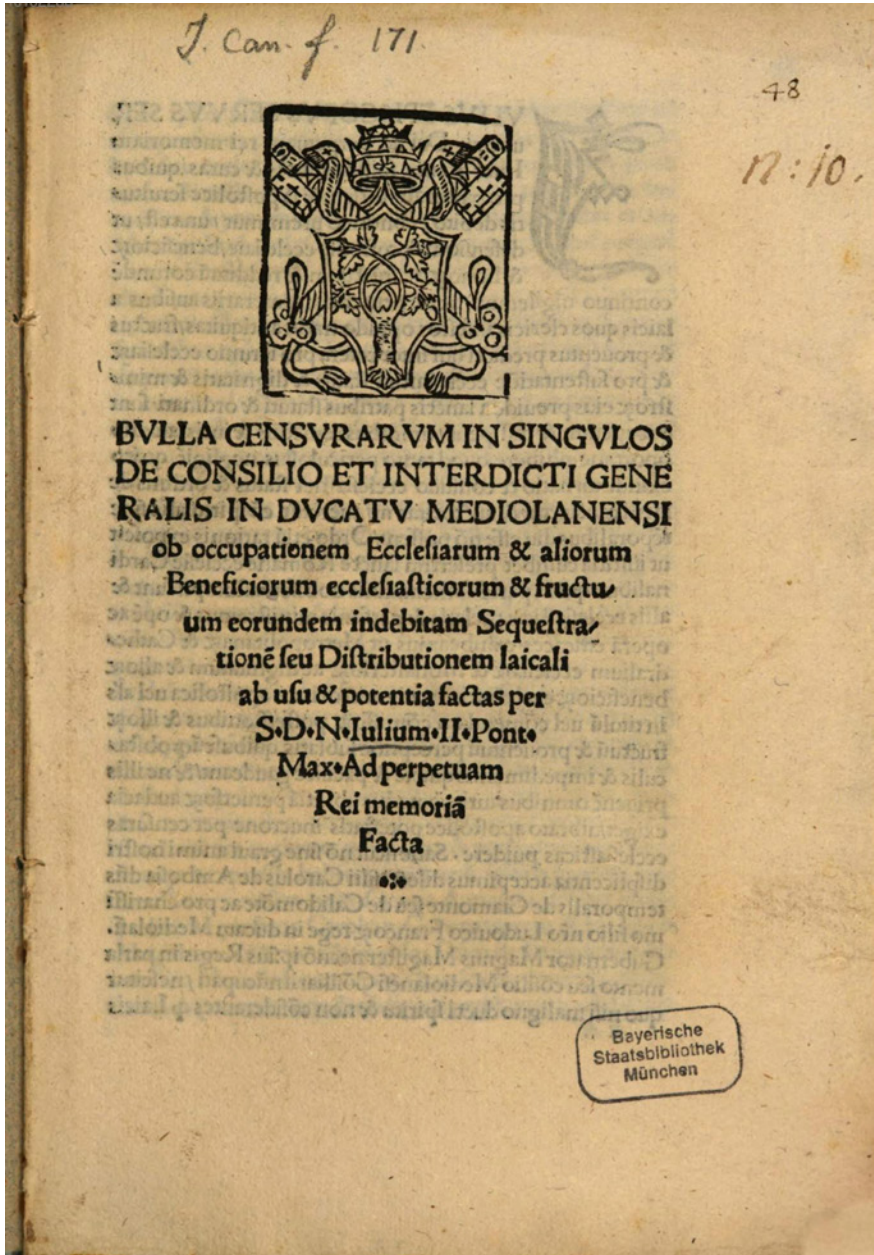 J. Can. f. 171.
48
n: 10.
BVLLA CENSVRARVM IN SINGVLOS
DE CONSILIO ET INTERDICTI GENE
RALIS IN DVCATV MEDIOLANENSI
ob occupationem Eccleſiarum & aliorum
Beneficiorum eccleſiaſticorum & fructu⸗
um eorundem indebitam Sequeſtra⸗
tionē ſeu Diſtributionem laicali
ab uſu & potentia factas per
S•D•N•Iulium•II•Pont•
Max•Ad perpetuam
Rei memoriā
Facta
Bayerische
Staatsbibliothek
München